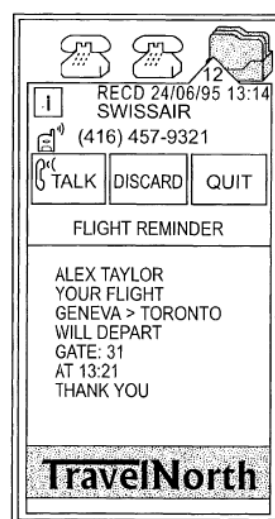 12
RECD 24/06/95 13:14
i
SWISSAIR
(416) 457-9321
TALK DISCARD QUIT
FLIGHT REMINDER
ALEX TAYLOR
YOUR FLIGHT
GENEVA > TORONTO
WILL DEPART
GATE: 31
AT 13:21
THANK YOU
TravelNorth